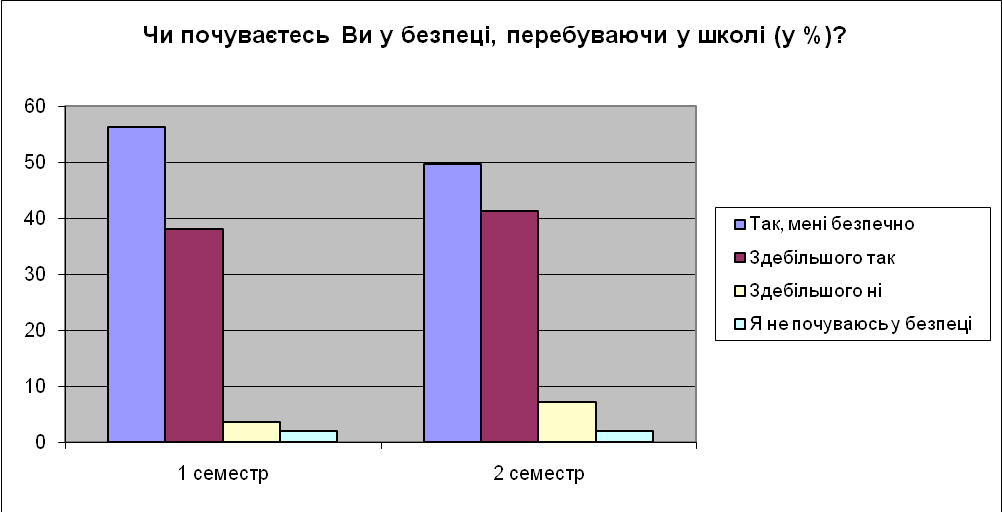 Чи почуваєтесь Ви у безпеці, перебуваючи у школі (у %)?
60
50
40
30
20
10
0
1 семестр
2 семестр
Так, мені безпечно
Здебільшого так
Здебільшого ні
Я не почуваюсь у безпеці